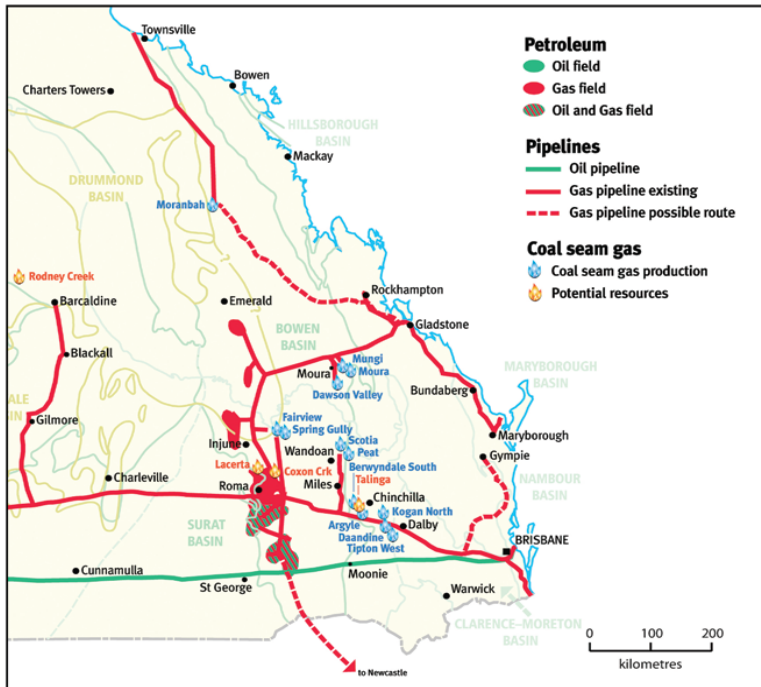 Townsville
Charters Towers
Bowen
HILLSBOROUGH
BASIN
Mackay
DRUMMOND
BASIN
Moranbah
Rodney Creek
Barcaldine
Emerald
Rockhampton
Gladstone
BOWEN
BASIN
Blackall
Moura
Mungi
Moura
Dawson Valley
MARYBOROUGH
BASIN
Bundaberg
ALE
IN
Gilmore
Fairview
Spring Gully
Injune
Scotia
Peat
Wandoan
Maryborough
Gympie
Lacerta
Coxon Crk
Berwyndale South
Talinga
Charleville
Roma
Miles
Chinchilla
Kogan North
NAMBOUR
BASIN
SURAT
BASIN
Argyle
Daandine
Tipton West
Dalby
BRISBANE
Cunnamulla
St George
Moonie
Warwick
CLARENCE–MORETON
BASIN
to Newcastle
Petroleum
Oil field
Gas field
Oil and Gas field
Pipelines
Oil pipeline
Gas pipeline existing
Gas pipeline possible route
Coal seam gas
Coal seam gas production
Potential resources
0 100 200
kilometres